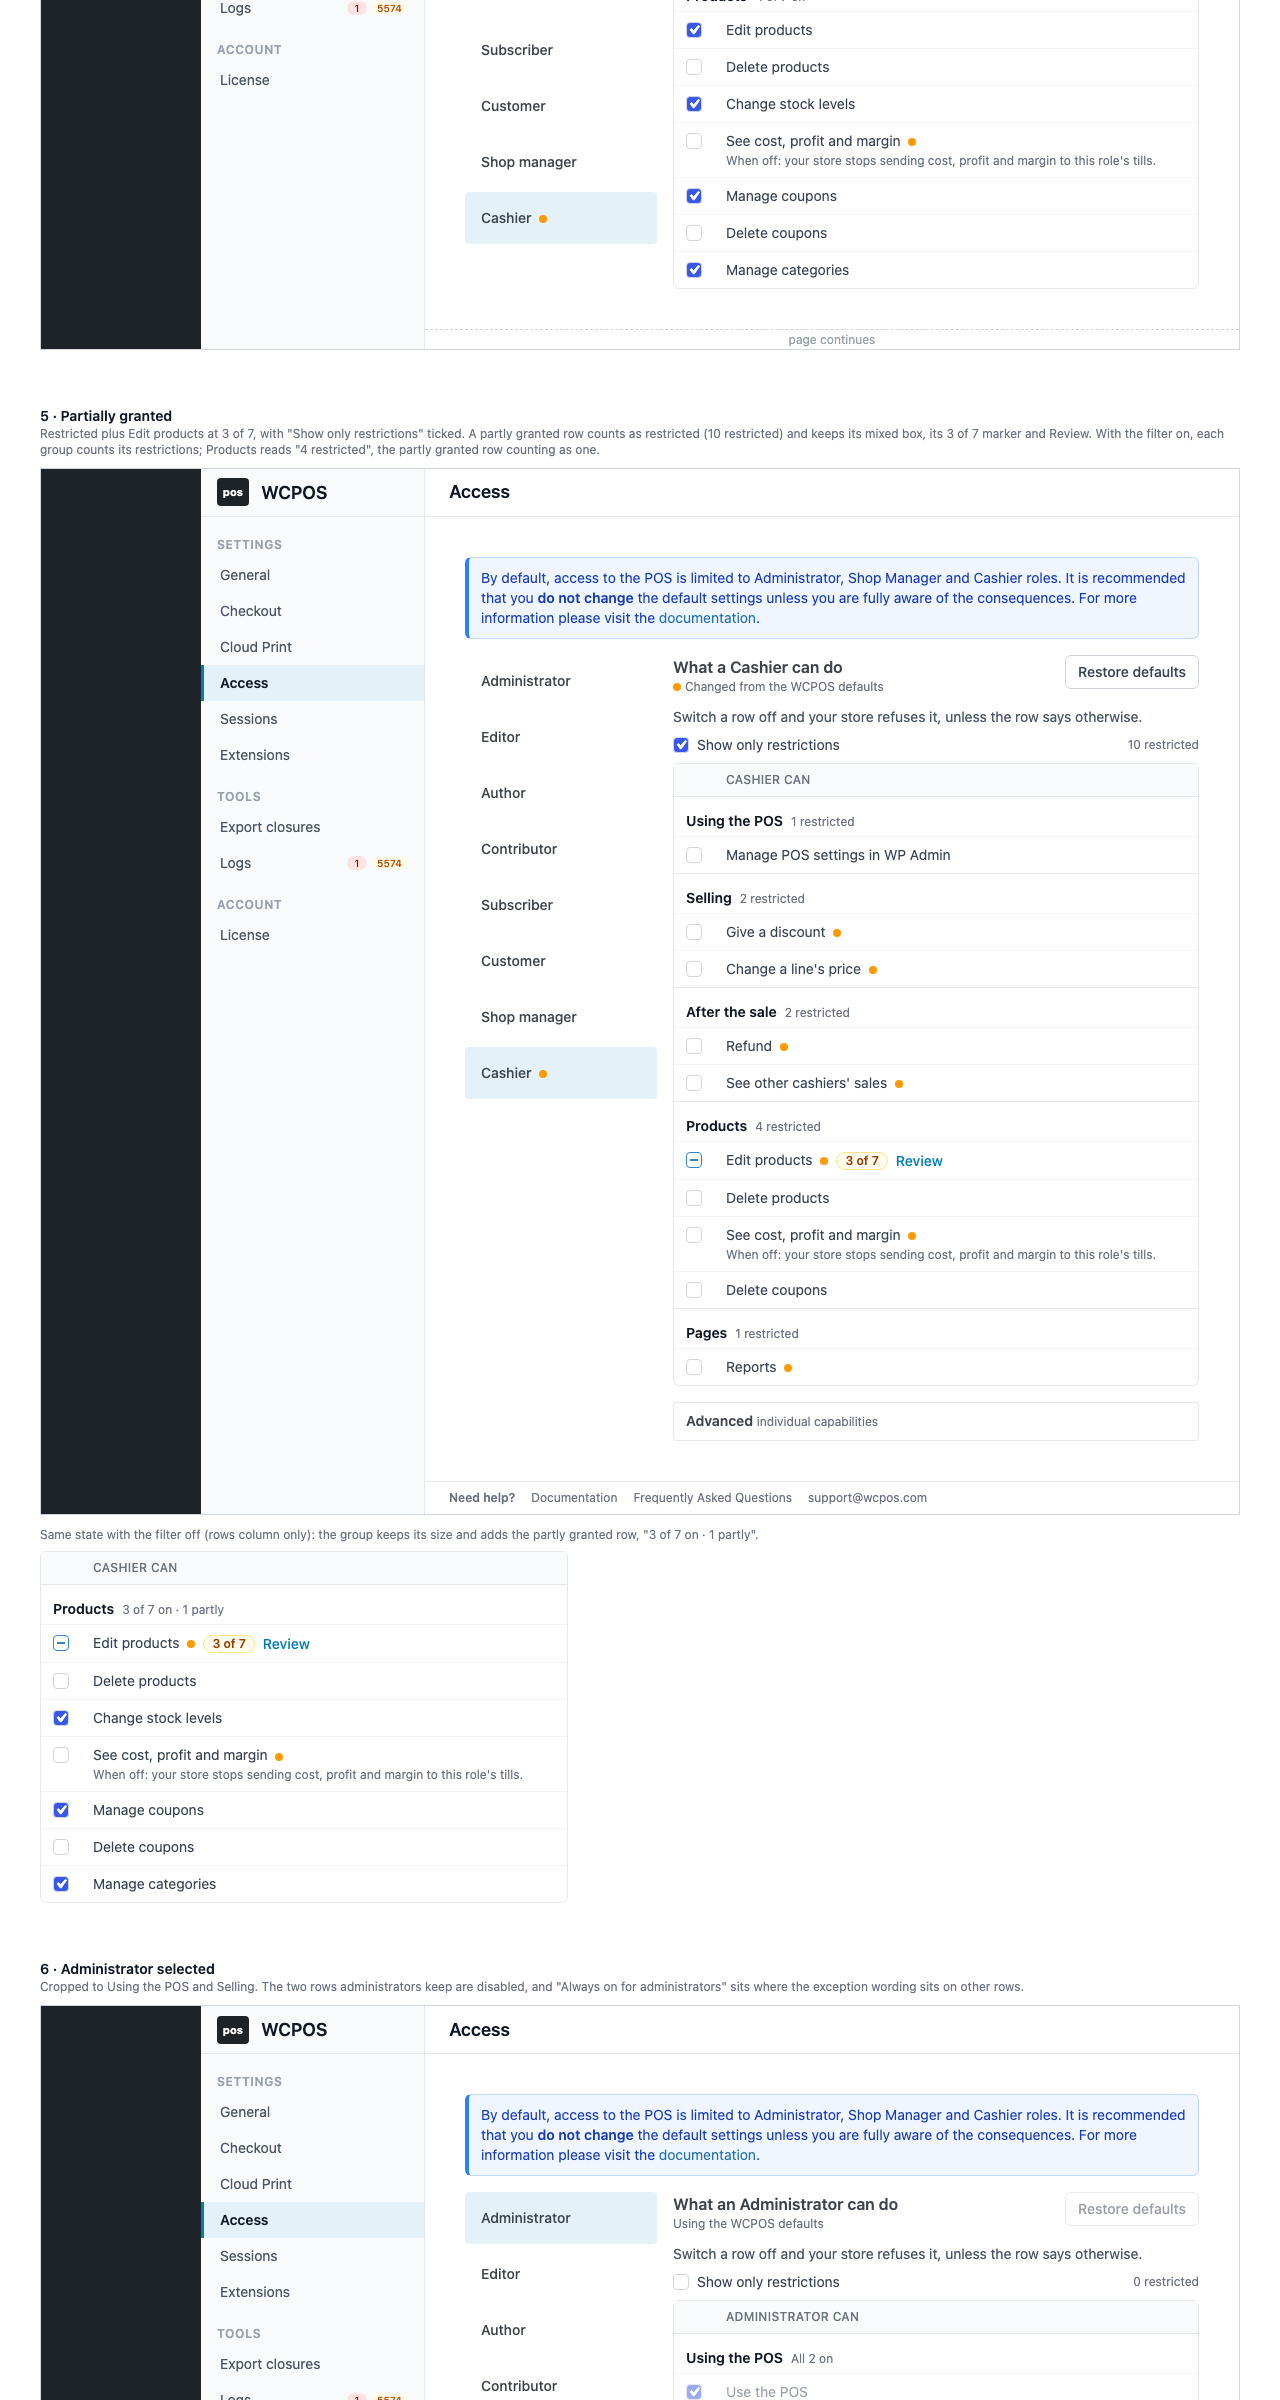 Logs 1 5574
ACCOUNT
License
Subscriber
Customer
Shop manager
Cashier
Edit products
Delete products
Change stock levels
See cost, profit and margin
When off: your store stops sending cost, profit and margin to this role's tills.
Manage coupons
Delete coupons
Manage categories
page continues
5 · Partially granted
Restricted plus Edit products at 3 of 7, with "Show only restrictions" ticked. A partly granted row counts as restricted (10 restricted) and keeps its mixed box, its 3 of 7 marker and Review. With the filter on, each
group counts its restrictions; Products reads "4 restricted", the partly granted row counting as one.
pos WCPOS
SETTINGS
General
Checkout
Cloud Print
Access
Sessions
Extensions
TOOLS
Export closures
Logs 1 5574
ACCOUNT
License
Access
By default, access to the POS is limited to Administrator, Shop Manager and Cashier roles. It is recommended
that you do not change the default settings unless you are fully aware of the consequences. For more
information please visit the documentation.
Administrator
Editor
Author
Contributor
Subscriber
Customer
Shop manager
Cashier
What a Cashier can do
Changed from the WCPOS defaults
Restore defaults
Switch a row off and your store refuses it, unless the row says otherwise.
Show only restrictions 10 restricted
CASHIER CAN
Using the POS 1 restricted
Manage POS settings in WP Admin
Selling 2 restricted
Give a discount
Change a line's price
After the sale 2 restricted
Refund
See other cashiers' sales
Products 4 restricted
Edit products 3 of 7 Review
Delete products
See cost, profit and margin
When off: your store stops sending cost, profit and margin to this role's tills.
Delete coupons
Pages 1 restricted
Reports
Advanced individual capabilities
Need help? Documentation Frequently Asked Questions support@wcpos.com
Same state with the filter off (rows column only): the group keeps its size and adds the partly granted row, "3 of 7 on · 1 partly".
CASHIER CAN
Products 3 of 7 on · 1 partly
Edit products 3 of 7 Review
Delete products
Change stock levels
See cost, profit and margin
When off: your store stops sending cost, profit and margin to this role's tills.
Manage coupons
Delete coupons
Manage categories
6 · Administrator selected
Cropped to Using the POS and Selling. The two rows administrators keep are disabled, and "Always on for administrators" sits where the exception wording sits on other rows.
pos WCPOS
SETTINGS
General
Checkout
Cloud Print
Access
Sessions
Extensions
TOOLS
Export closures
Logs 1 5574
Access
By default, access to the POS is limited to Administrator, Shop Manager and Cashier roles. It is recommended
that you do not change the default settings unless you are fully aware of the consequences. For more
information please visit the documentation.
Administrator
Editor
Author
Contributor
What an Administrator can do
Using the WCPOS defaults
Restore defaults
Switch a row off and your store refuses it, unless the row says otherwise.
Show only restrictions 0 restricted
ADMINISTRATOR CAN
Using the POS All 2 on
Use the POS